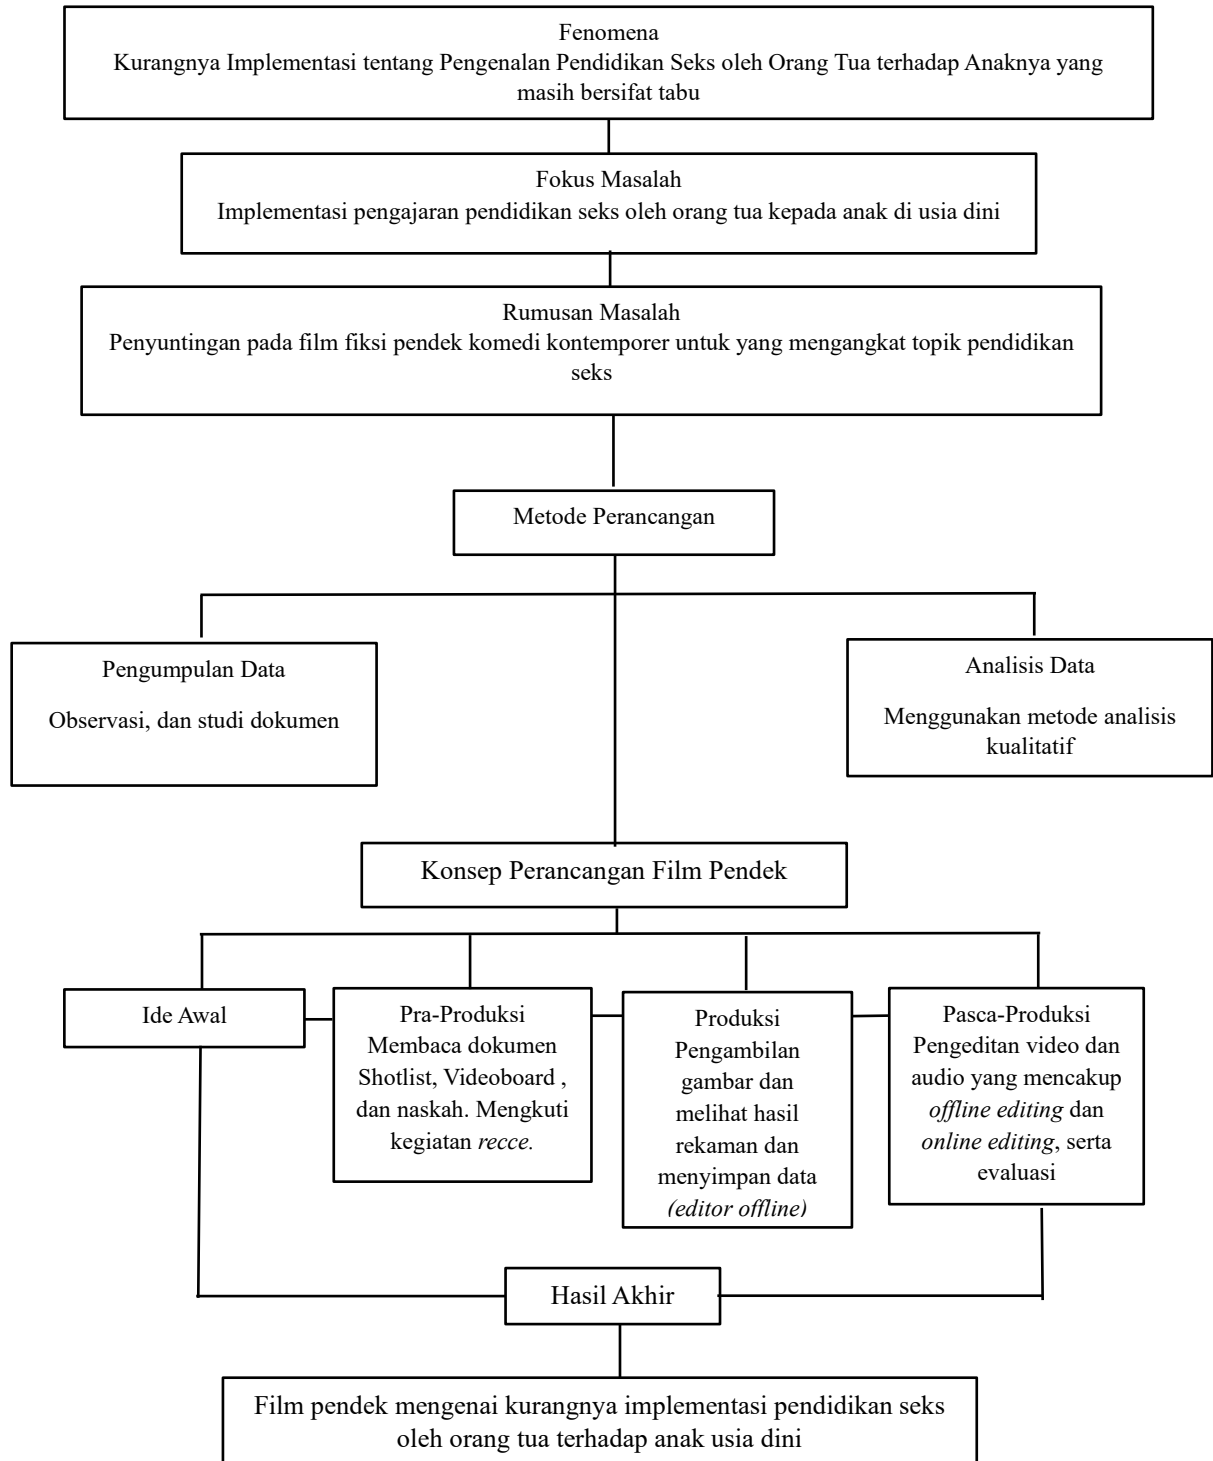 Fenomena
Kurangnya Implementasi tentang Pengenalan Pendidikan Seks oleh Orang Tua terhadap Anaknya yang
masih bersifat tabu
Fokus Masalah
Implementasi pengajaran pendidikan seks oleh orang tua kepada anak di usia dini
Rumusan Masalah
Penyuntingan pada film fiksi pendek komedi kontemporer untuk yang mengangkat topik pendidikan
seks
Metode Perancangan
Pengumpulan Data
Observasi, dan studi dokumen
Analisis Data
Menggunakan metode analisis
kualitatif
Konsep Perancangan Film Pendek
Ide Awal
Pra-Produksi
Membaca dokumen
Shotlist, Videoboard ,
dan naskah. Mengkuti
kegiatan recce.
Produksi
Pengambilan
gambar dan
melihat hasil
rekaman dan
menyimpan data
(editor offline)
Pasca-Produksi
Pengeditan video dan
audio yang mencakup
offline editing dan
online editing, serta
evaluasi
Hasil Akhir
Film pendek mengenai kurangnya implementasi pendidikan seks
oleh orang tua terhadap anak usia dini